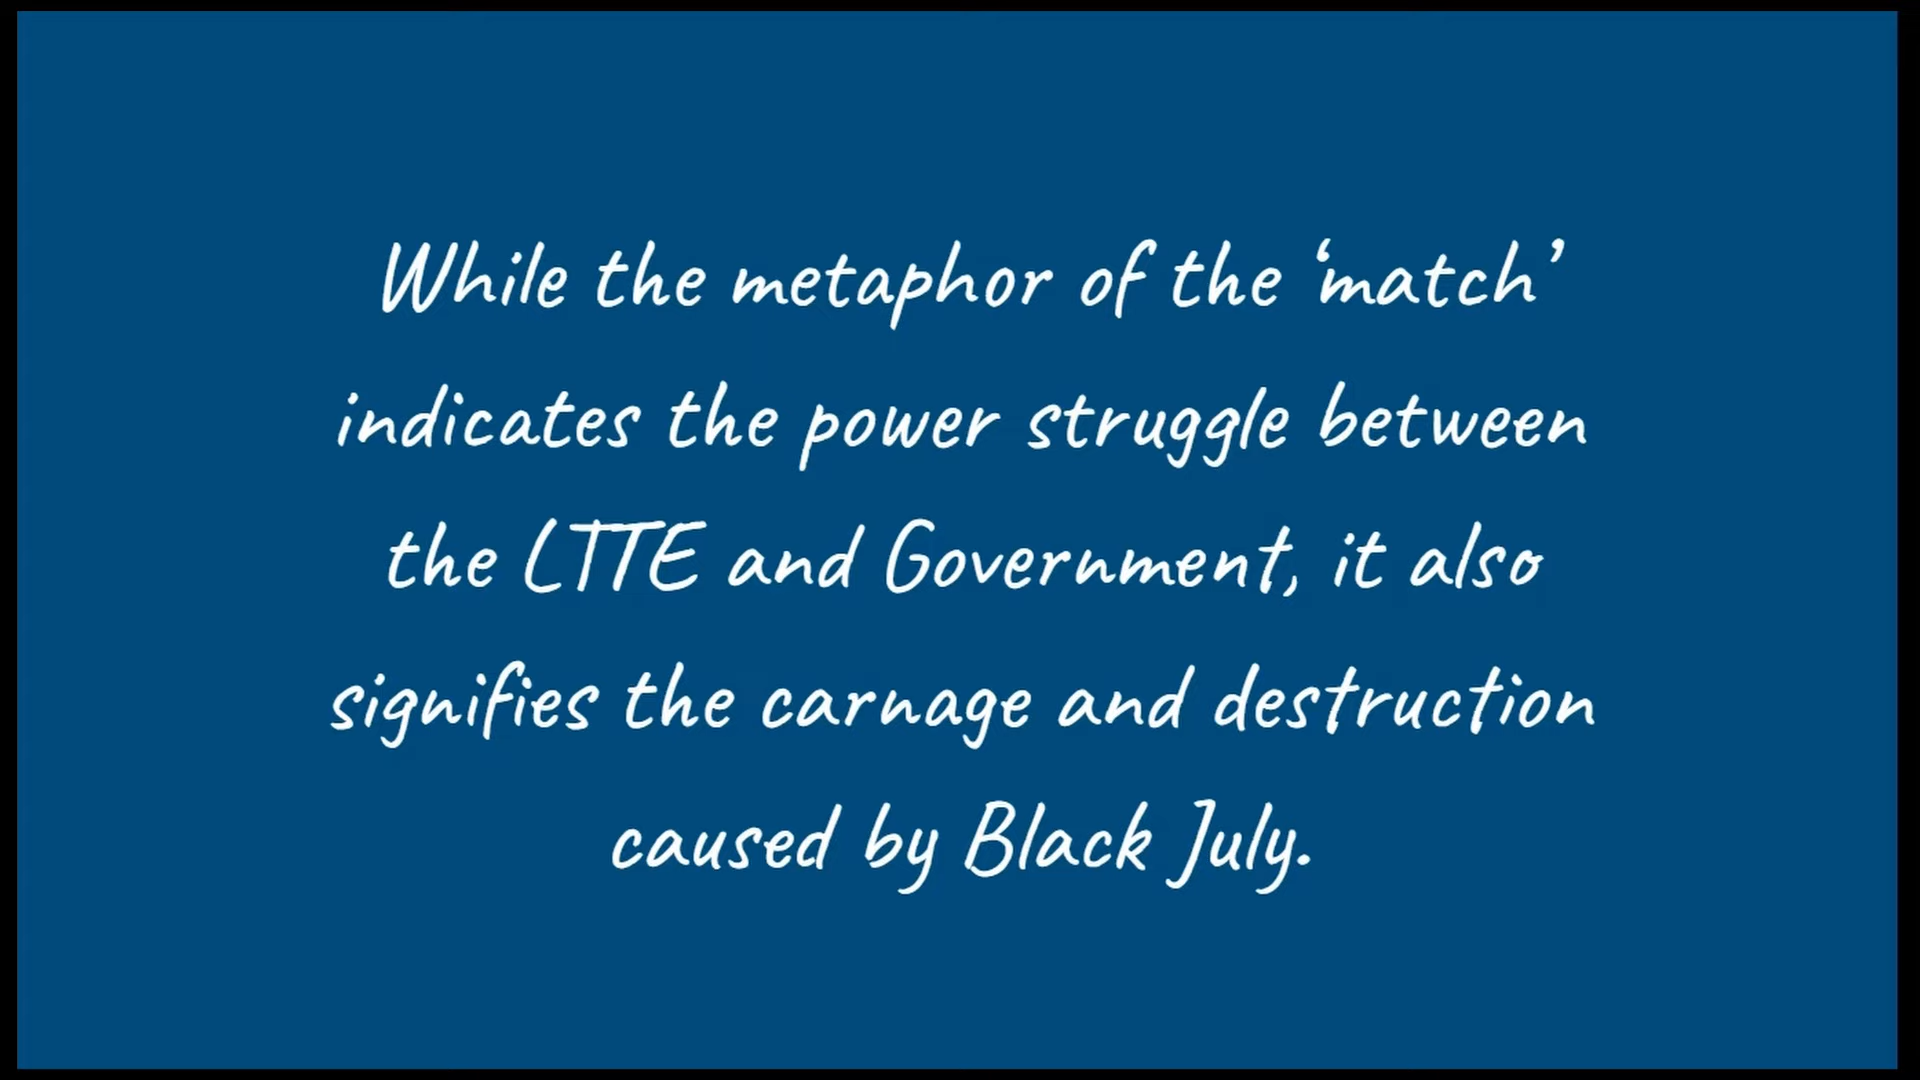 While the metaphor of the ‘match’
indicates the power struggle between
the LTTE and Government, it also
signifies the carnage and destruction
caused by Black July.